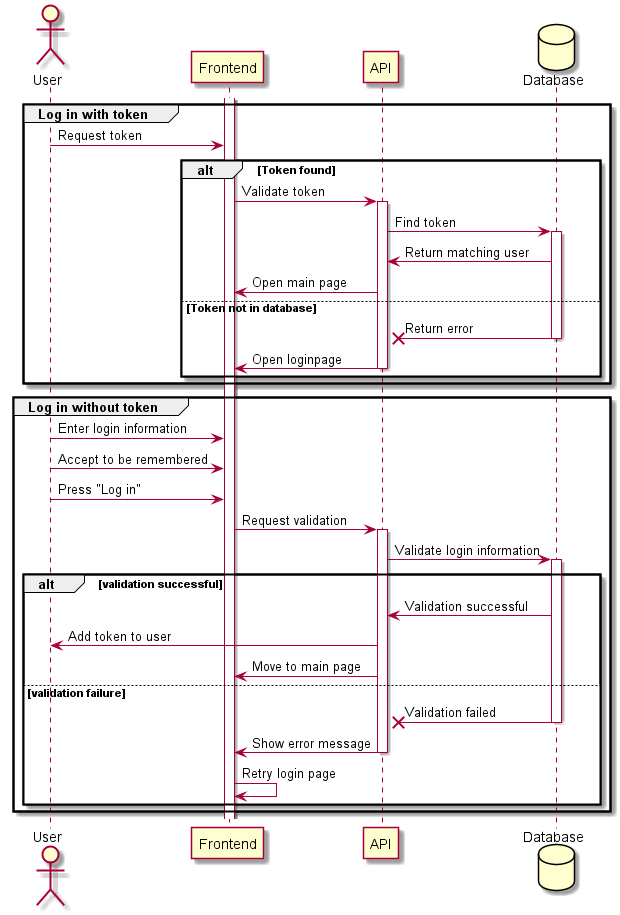 User
Frontend
API
Database
Log in with token
Request token
alt
[Token found]
Validate token
Find token
Return matching user
Open main page
[Token not in database]
Return error
Open loginpage
Log in without token
Enter login information
Accept to be remembered
Press "Log in"
Request validation
Validate login information
alt
[validation successful]
Validation successful
Add token to user
Move to main page
[validation failure]
Validation failed
Show error message
Retry login page
User
Frontend
API
Database